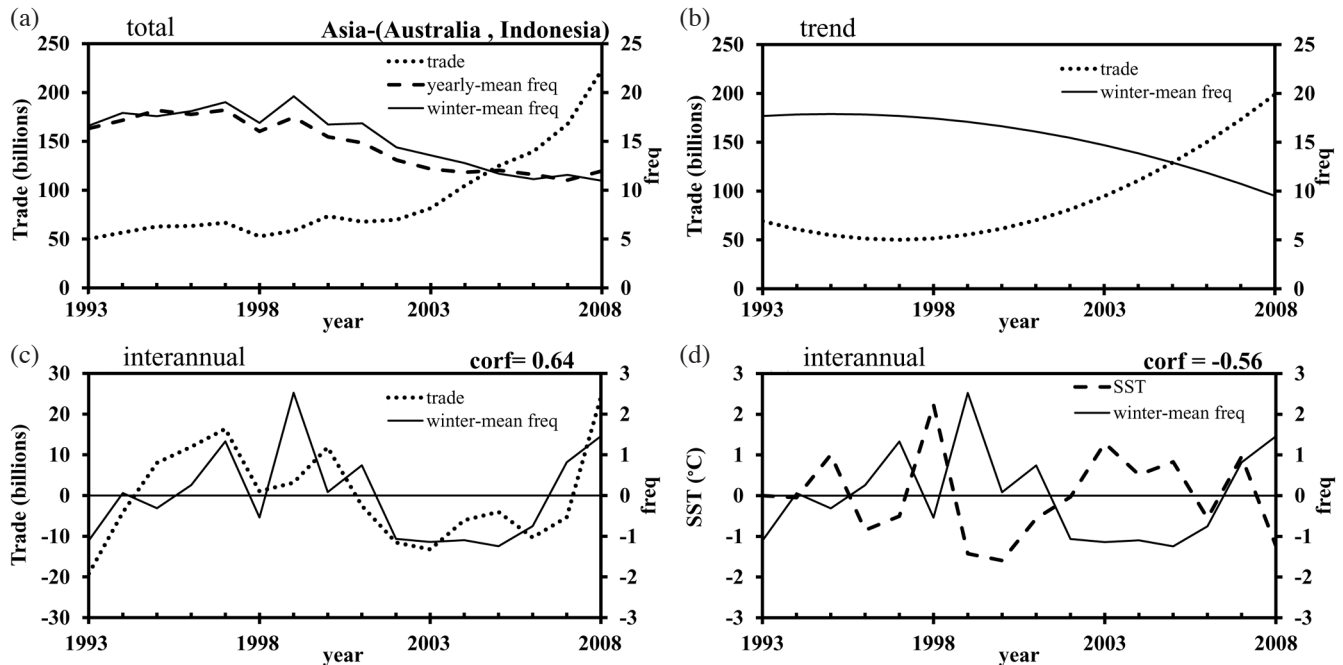 (a) total Asia-(Australia , Indonesia)
250
200
150
100
50
0
Trade (billions)
25
20
15
10
5
0
freq
trade
yearly-mean freq
winter-mean freq
1993 1998 2003 2008
year
(b) trend
250
200
150
100
50
0
Trade (billions)
25
20
15
10
5
0
freq
trade
winter-mean freq
1993 1998 2003 2008
year
(c) interannual corf= 0.64
30
20
10
0
-10
-20
-30
Trade (billions)
3
2
1
0
-1
-2
-3
freq
trade
winter-mean freq
1993 1998 2003 2008
year
(d) interannual corf = -0.56
3
2
1
0
-1
-2
-3
SST (°C)
3
2
1
0
-1
-2
-3
freq
SST
winter-mean freq
1993 1998 2003 2008
year